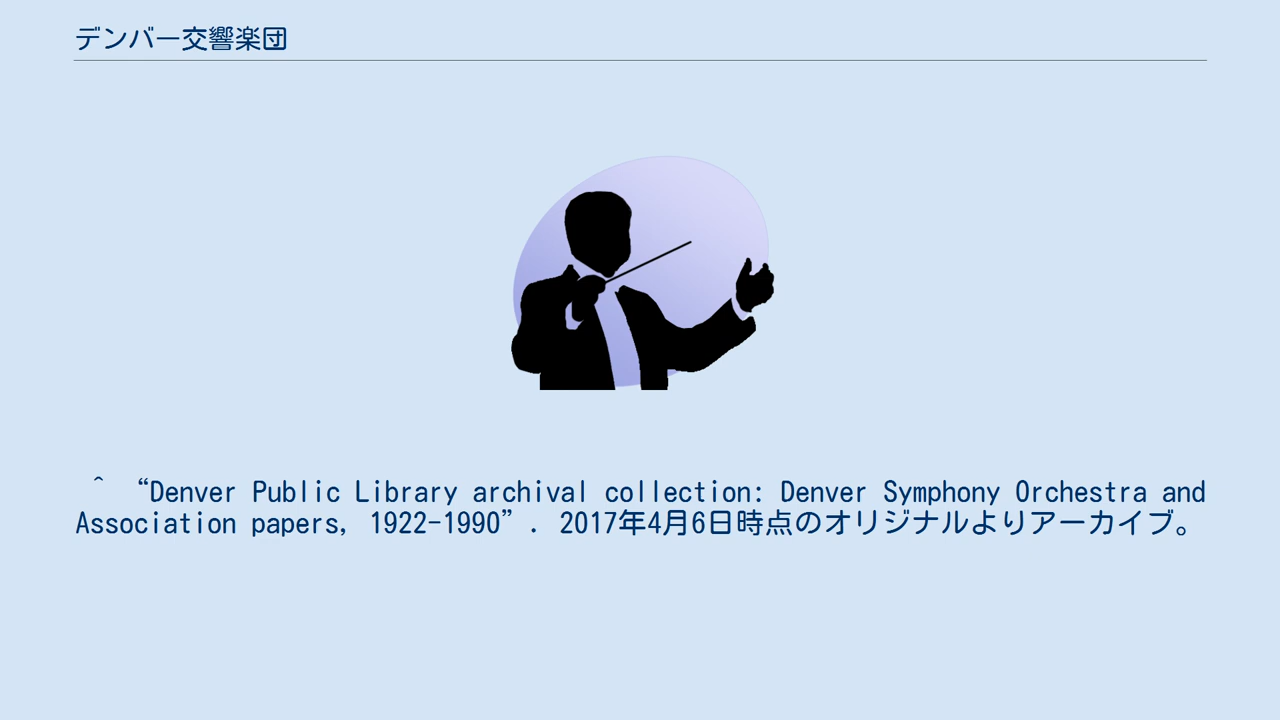 デンバー交響楽団
^ “Denver Public Library archival collection: Denver Symphony Orchestra and
Association papers, 1922-1990”. 2017年4月6日時点のオリジナルよりアーカイブ。